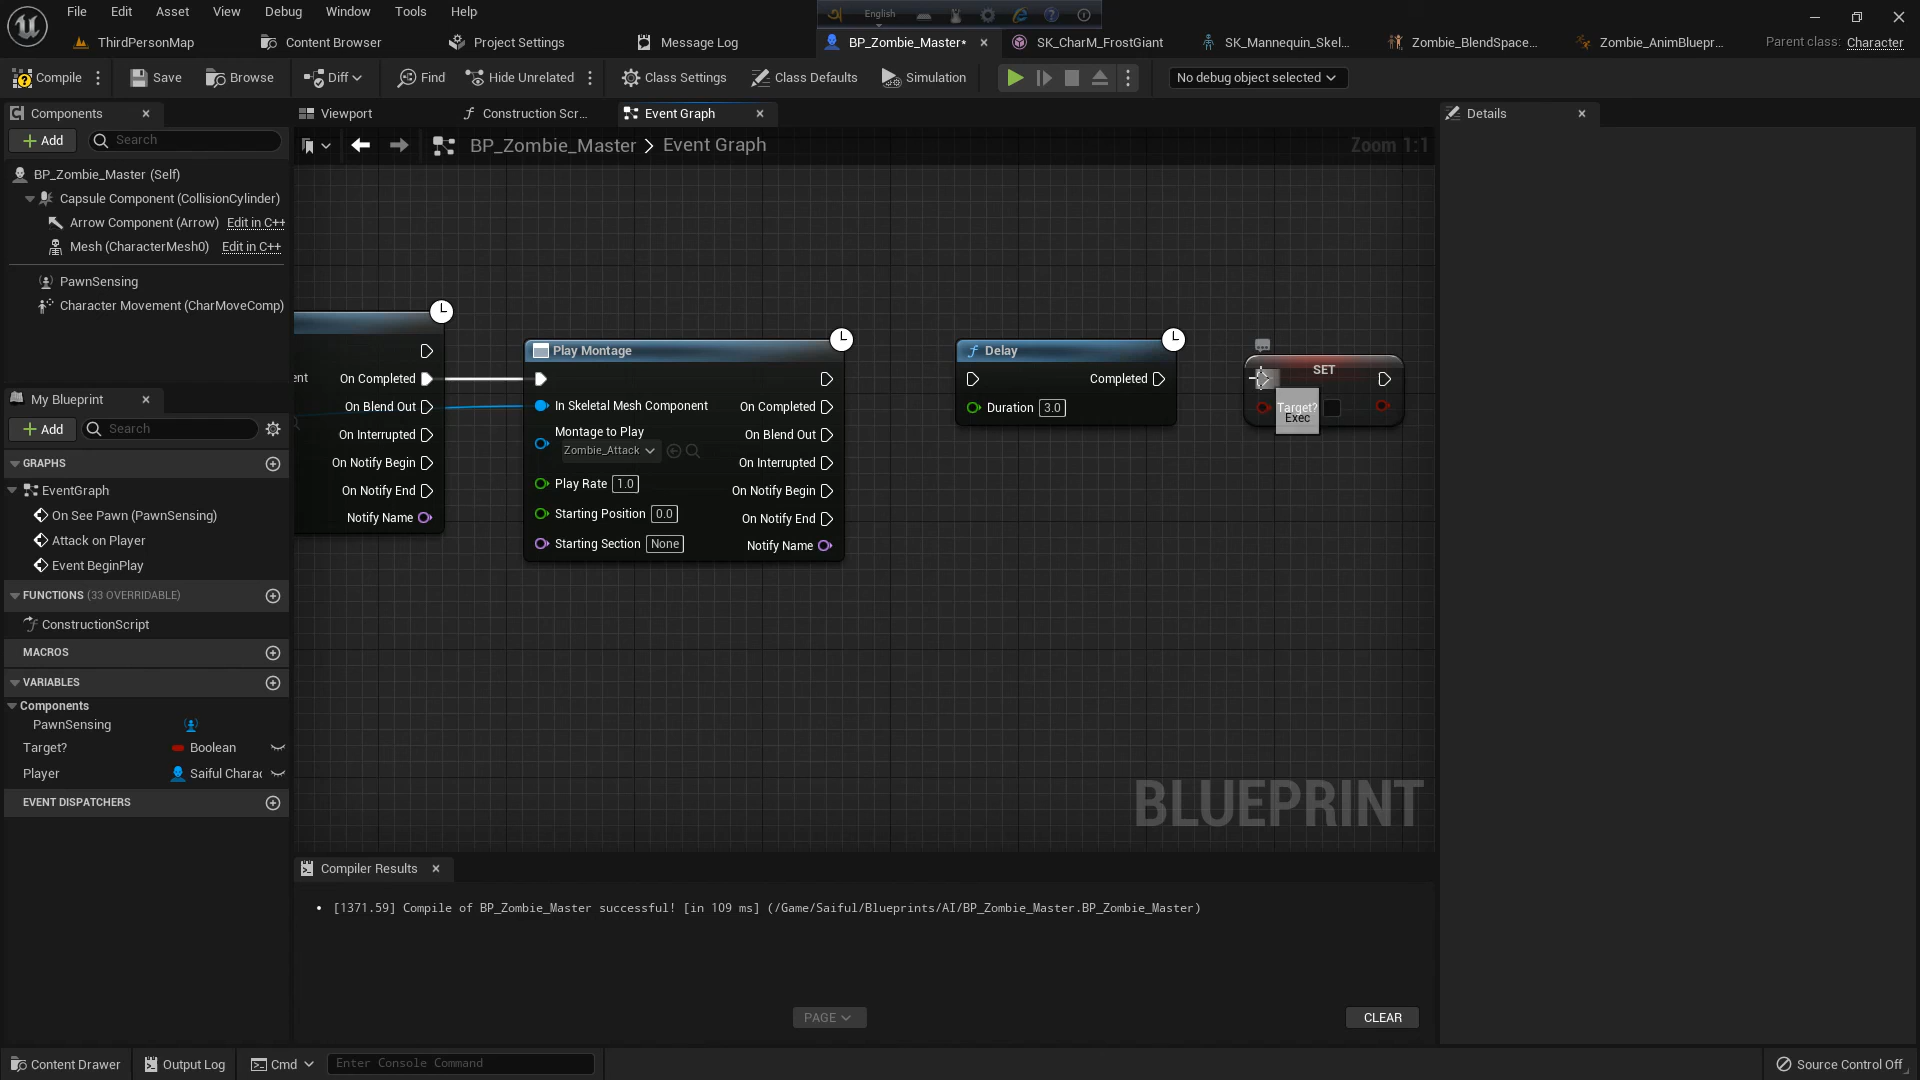 File Edit Asset View Debug Window Tools Help
English
ThirdPersonMap
Content Browser
Project Settings
Message Log
BP_Zombie_Master*
SK_CharM_FrostGiant
SK_Mannequin_Skel...
Zombie_BlendSpace...
Zombie_AnimBluepr...
Parent class: Character
Compile
Save
Browse
Diff
Find
Hide Unrelated
Class Settings
Class Defaults
Simulation
No debug object selected
Components
Add
Search
BP_Zombie_Master (Self)
Capsule Component (CollisionCylinder)
Arrow Component (Arrow) Edit in C++
Mesh (CharacterMesh0) Edit in C++
PawnSensing
Character Movement (CharMoveComp)
My Blueprint
Add
Search
GRAPHS
EventGraph
On See Pawn (PawnSensing)
Attack on Player
Event BeginPlay
FUNCTIONS (33 OVERRIDABLE)
ConstructionScript
MACROS
VARIABLES
Components
PawnSensing
Target? Boolean
Player Saiful Charac
EVENT DISPATCHERS
Viewport
Construction Scr...
Event Graph
BP_Zombie_Master > Event Graph
Zoom 1:1
ent
On Completed
On Blend Out
On Interrupted
On Notify Begin
On Notify End
Notify Name
Play Montage
In Skeletal Mesh Component
Montage to Play
Zombie_Attack
Play Rate 1.0
Starting Position 0.0
Starting Section None
On Completed
On Blend Out
On Interrupted
On Notify Begin
On Notify End
Notify Name
Delay
Completed
Duration 3.0
SET
Target?
Exec
BLUEPRINT
Details
Compiler Results
[1371.59] Compile of BP_Zombie_Master successful! [in 109 ms] (/Game/Saiful/Blueprints/AI/BP_Zombie_Master.BP_Zombie_Master)
PAGE
CLEAR
Content Drawer
Output Log
Cmd
Enter Console Command
Source Control Off